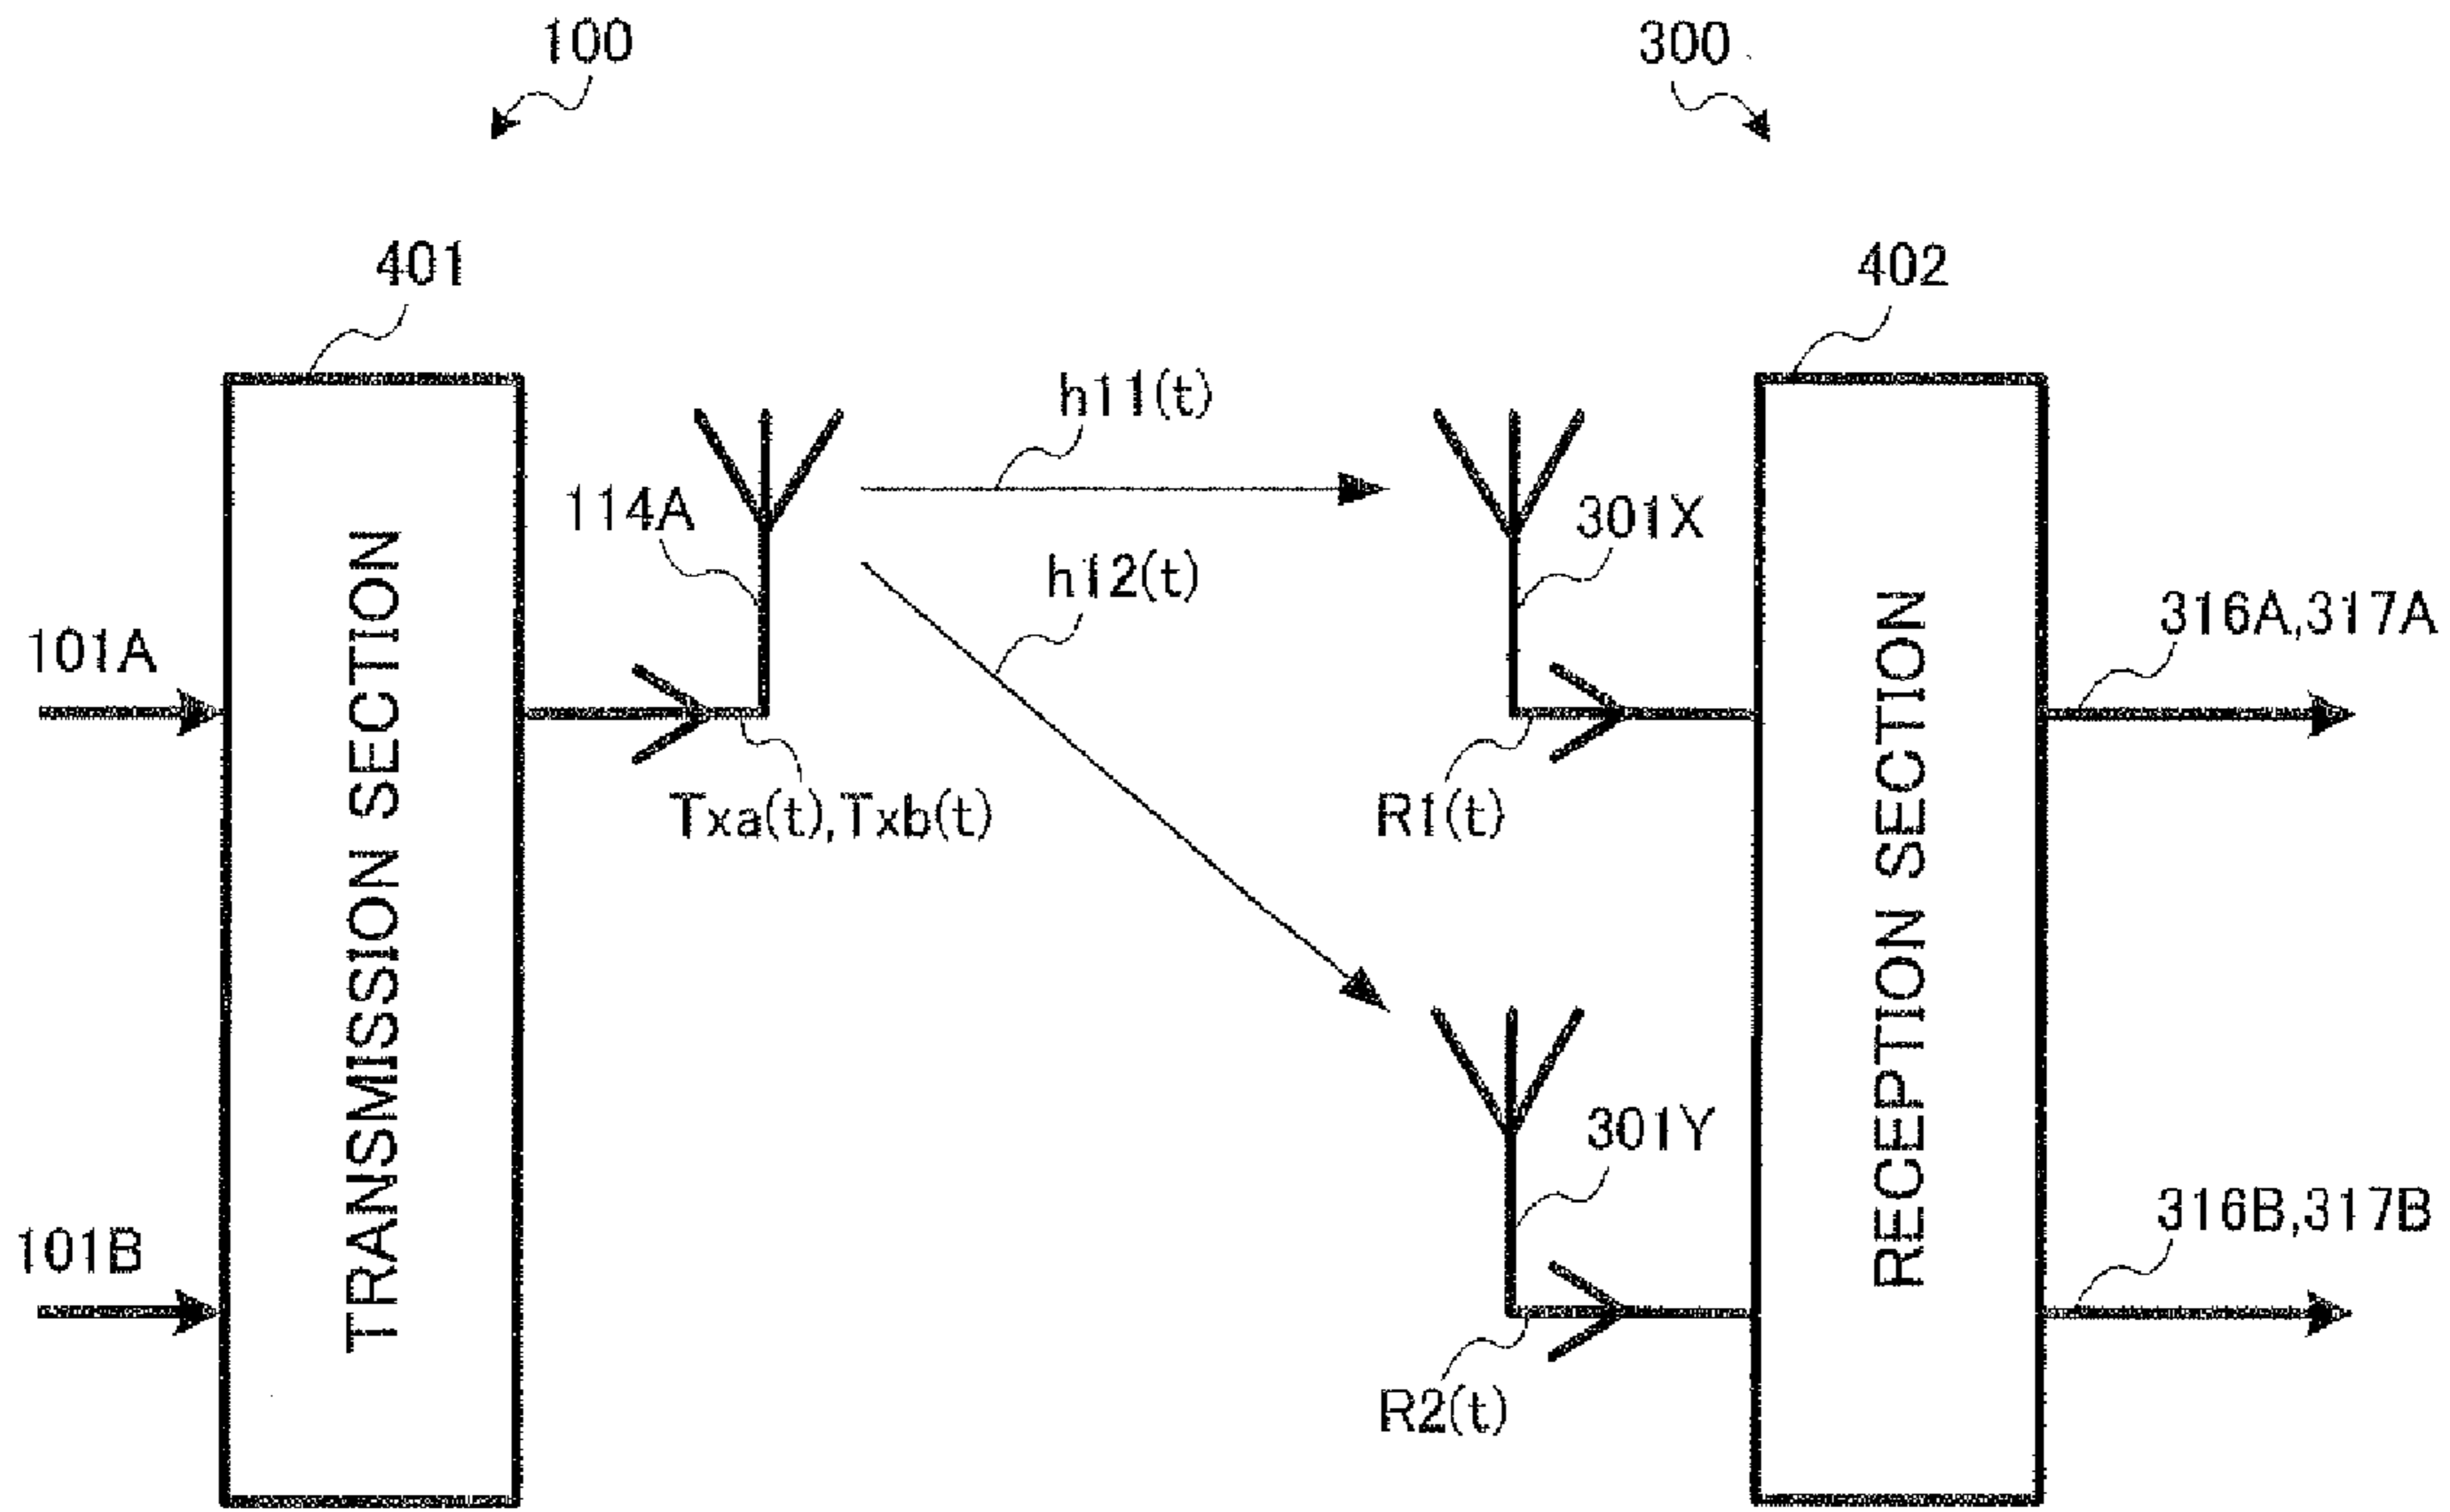 100
300
401
402
h11(t)
114A
301X
h12(t)
101A
316A,317A
TRANSMISSION SECTION
RECEPTION SECTION
Txa(t),Txb(t)
R1(t)
301Y
101B
316B,317B
R2(t)